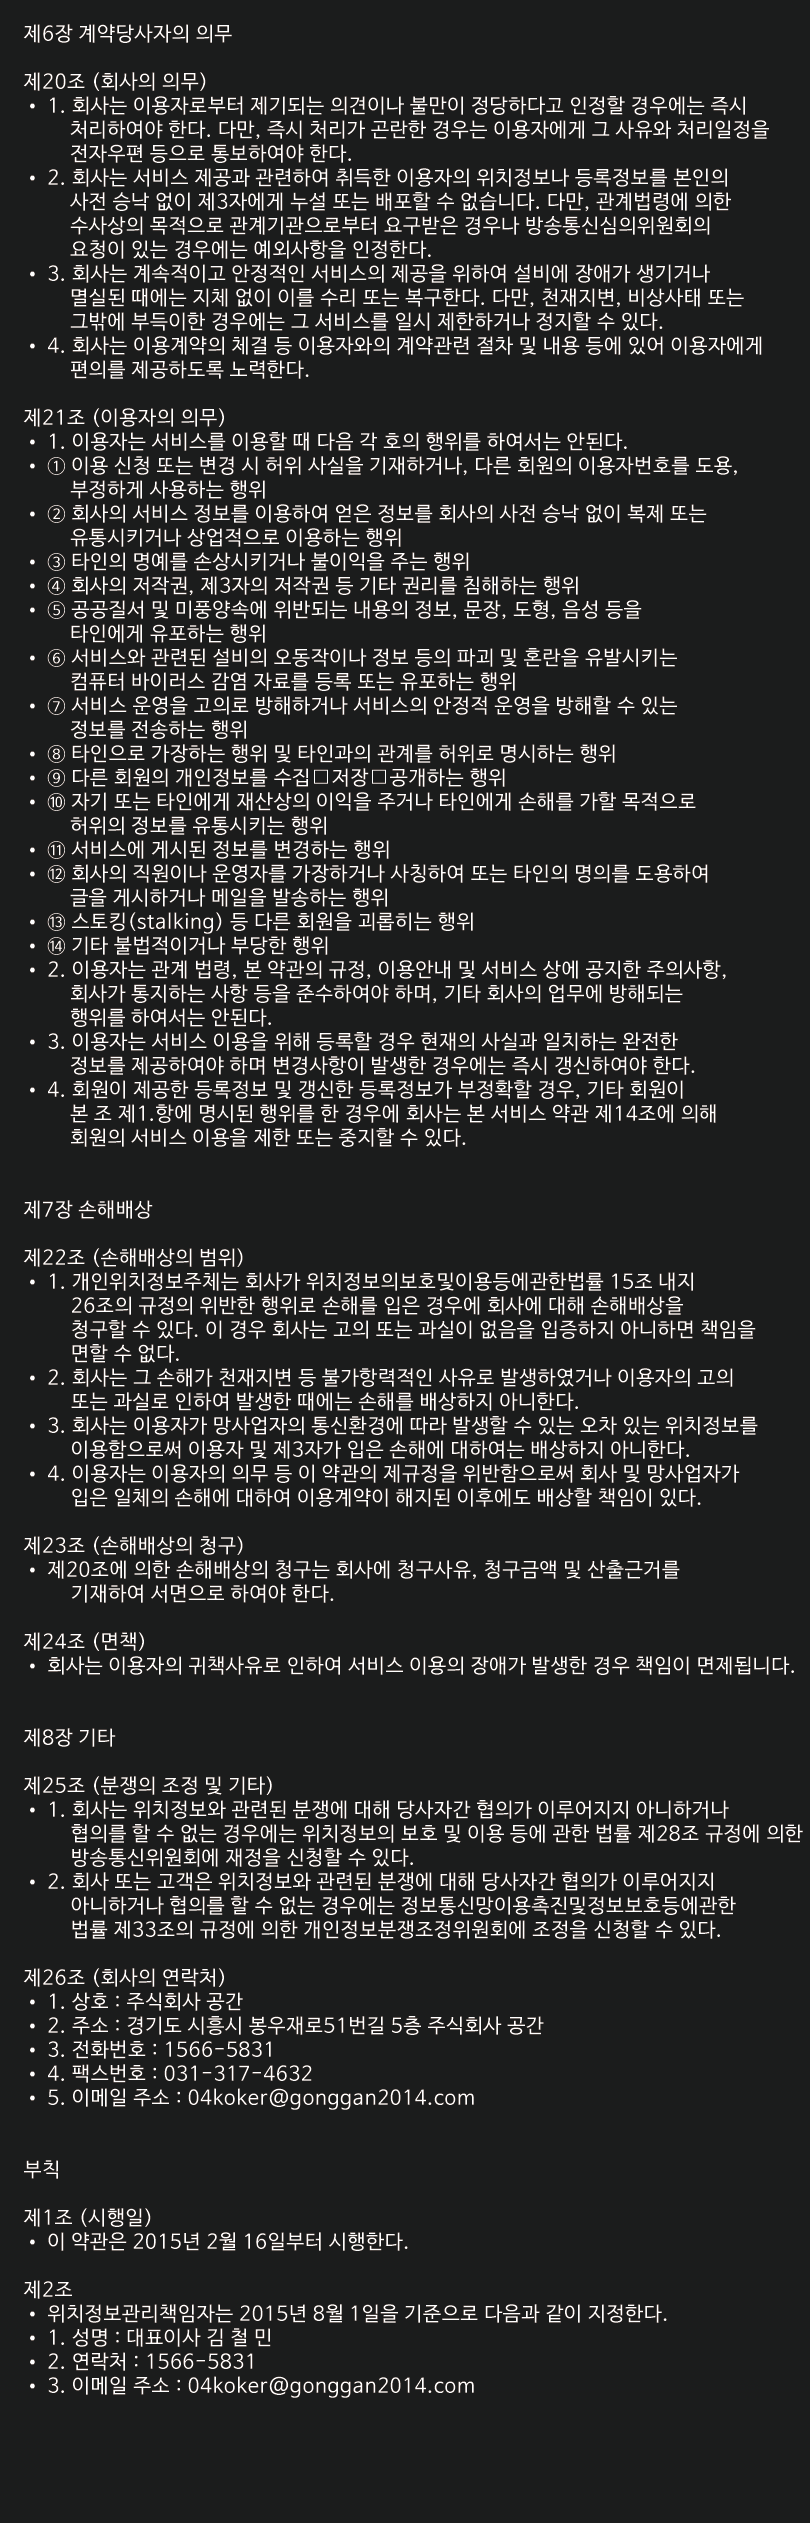 제6장 계약당사자의 의무
제20조 (회사의 의무)
• 1. 회사는 이용자로부터 제기되는 의견이나 불만이 정당하다고 인정할 경우에는 즉시
처리하여야 한다. 다만, 즉시 처리가 곤란한 경우는 이용자에게 그 사유와 처리일정을
전자우편 등으로 통보하여야 한다.
• 2. 회사는 서비스 제공과 관련하여 취득한 이용자의 위치정보나 등록정보를 본인의
사전 승낙 없이 제3자에게 누설 또는 배포할 수 없습니다. 다만, 관계법령에 의한
수사상의 목적으로 관계기관으로부터 요구받은 경우나 방송통신심의위원회의
요청이 있는 경우에는 예외사항을 인정한다.
• 3. 회사는 계속적이고 안정적인 서비스의 제공을 위하여 설비에 장애가 생기거나
멸실된 때에는 지체 없이 이를 수리 또는 복구한다. 다만, 천재지변, 비상사태 또는
그밖에 부득이한 경우에는 그 서비스를 일시 제한하거나 정지할 수 있다.
• 4. 회사는 이용계약의 체결 등 이용자와의 계약관련 절차 및 내용 등에 있어 이용자에게
편의를 제공하도록 노력한다.
제21조 (이용자의 의무)
• 1. 이용자는 서비스를 이용할 때 다음 각 호의 행위를 하여서는 안된다.
• ① 이용 신청 또는 변경 시 허위 사실을 기재하거나, 다른 회원의 이용자번호를 도용,
부정하게 사용하는 행위
• ② 회사의 서비스 정보를 이용하여 얻은 정보를 회사의 사전 승낙 없이 복제 또는
유통시키거나 상업적으로 이용하는 행위
• ③ 타인의 명예를 손상시키거나 불이익을 주는 행위
• ④ 회사의 저작권, 제3자의 저작권 등 기타 권리를 침해하는 행위
• ⑤ 공공질서 및 미풍양속에 위반되는 내용의 정보, 문장, 도형, 음성 등을
타인에게 유포하는 행위
• ⑥ 서비스와 관련된 설비의 오동작이나 정보 등의 파괴 및 혼란을 유발시키는
컴퓨터 바이러스 감염 자료를 등록 또는 유포하는 행위
• ⑦ 서비스 운영을 고의로 방해하거나 서비스의 안정적 운영을 방해할 수 있는
정보를 전송하는 행위
• ⑧ 타인으로 가장하는 행위 및 타인과의 관계를 허위로 명시하는 행위
• ⑨ 다른 회원의 개인정보를 수집□저장□공개하는 행위
• ⑩ 자기 또는 타인에게 재산상의 이익을 주거나 타인에게 손해를 가할 목적으로
허위의 정보를 유통시키는 행위
• ⑪ 서비스에 게시된 정보를 변경하는 행위
• ⑫ 회사의 직원이나 운영자를 가장하거나 사칭하여 또는 타인의 명의를 도용하여
글을 게시하거나 메일을 발송하는 행위
• ⑬ 스토킹(stalking) 등 다른 회원을 괴롭히는 행위
• ⑭ 기타 불법적이거나 부당한 행위
• 2. 이용자는 관계 법령, 본 약관의 규정, 이용안내 및 서비스 상에 공지한 주의사항,
회사가 통지하는 사항 등을 준수하여야 하며, 기타 회사의 업무에 방해되는
행위를 하여서는 안된다.
• 3. 이용자는 서비스 이용을 위해 등록할 경우 현재의 사실과 일치하는 완전한
정보를 제공하여야 하며 변경사항이 발생한 경우에는 즉시 갱신하여야 한다.
• 4. 회원이 제공한 등록정보 및 갱신한 등록정보가 부정확할 경우, 기타 회원이
본 조 제1.항에 명시된 행위를 한 경우에 회사는 본 서비스 약관 제14조에 의해
회원의 서비스 이용을 제한 또는 중지할 수 있다.
제7장 손해배상
제22조 (손해배상의 범위)
• 1. 개인위치정보주체는 회사가 위치정보의보호및이용등에관한법률 15조 내지
26조의 규정의 위반한 행위로 손해를 입은 경우에 회사에 대해 손해배상을
청구할 수 있다. 이 경우 회사는 고의 또는 과실이 없음을 입증하지 아니하면 책임을
면할 수 없다.
• 2. 회사는 그 손해가 천재지변 등 불가항력적인 사유로 발생하였거나 이용자의 고의
또는 과실로 인하여 발생한 때에는 손해를 배상하지 아니한다.
• 3. 회사는 이용자가 망사업자의 통신환경에 따라 발생할 수 있는 오차 있는 위치정보를
이용함으로써 이용자 및 제3자가 입은 손해에 대하여는 배상하지 아니한다.
• 4. 이용자는 이용자의 의무 등 이 약관의 제규정을 위반함으로써 회사 및 망사업자가
입은 일체의 손해에 대하여 이용계약이 해지된 이후에도 배상할 책임이 있다.
제23조 (손해배상의 청구)
• 제20조에 의한 손해배상의 청구는 회사에 청구사유, 청구금액 및 산출근거를
기재하여 서면으로 하여야 한다.
제24조 (면책)
• 회사는 이용자의 귀책사유로 인하여 서비스 이용의 장애가 발생한 경우 책임이 면제됩니다.
제8장 기타
제25조 (분쟁의 조정 및 기타)
• 1. 회사는 위치정보와 관련된 분쟁에 대해 당사자간 협의가 이루어지지 아니하거나
협의를 할 수 없는 경우에는 위치정보의 보호 및 이용 등에 관한 법률 제28조 규정에 의한
방송통신위원회에 재정을 신청할 수 있다.
• 2. 회사 또는 고객은 위치정보와 관련된 분쟁에 대해 당사자간 협의가 이루어지지
아니하거나 협의를 할 수 없는 경우에는 정보통신망이용촉진및정보보호등에관한
법률 제33조의 규정에 의한 개인정보분쟁조정위원회에 조정을 신청할 수 있다.
제26조 (회사의 연락처)
• 1. 상호 : 주식회사 공간
• 2. 주소 : 경기도 시흥시 봉우재로51번길 5층 주식회사 공간
• 3. 전화번호 : 1566-5831
• 4. 팩스번호 : 031-317-4632
• 5. 이메일 주소 : 04koker@gonggan2014.com
부칙
제1조 (시행일)
• 이 약관은 2015년 2월 16일부터 시행한다.
제2조
• 위치정보관리책임자는 2015년 8월 1일을 기준으로 다음과 같이 지정한다.
• 1. 성명 : 대표이사 김 철 민
• 2. 연락처 : 1566-5831
• 3. 이메일 주소 : 04koker@gonggan2014.com